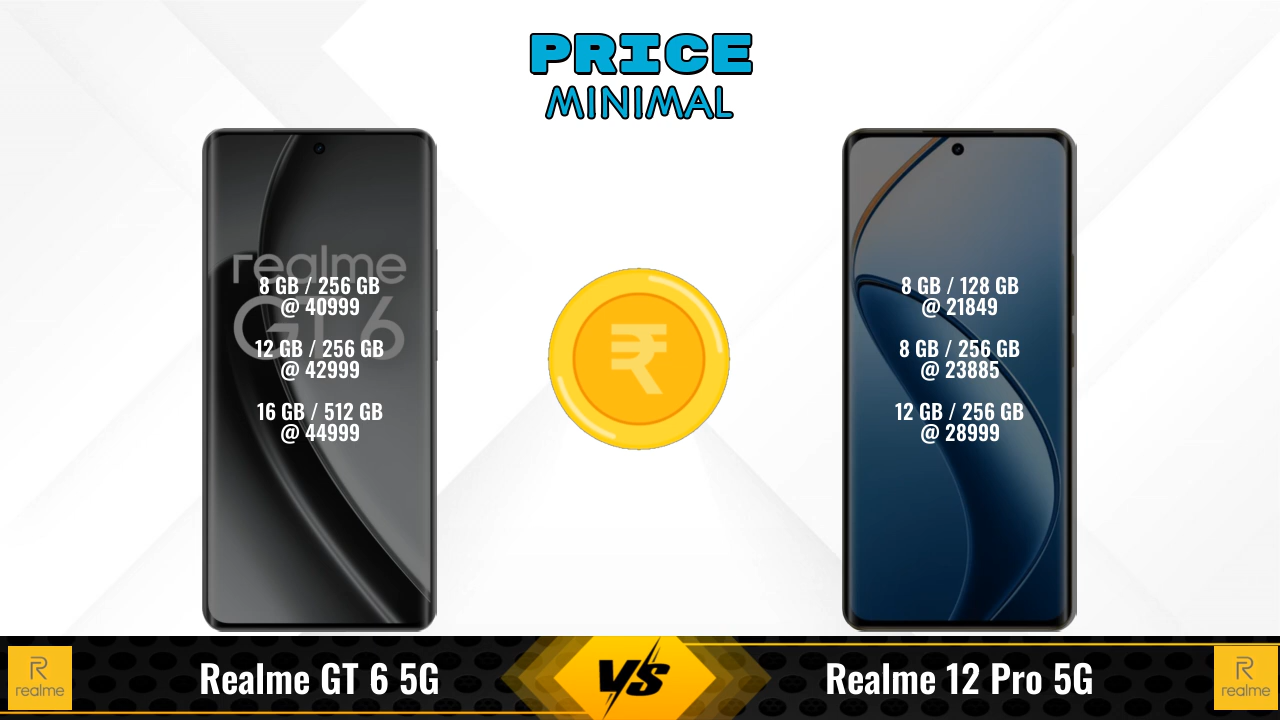 PRICE
MINIMAL
realme
GT 6
8 GB / 256 GB
@ 40999
12 GB / 256 GB
@ 42999
16 GB / 512 GB
@ 44999
₹
8 GB / 128 GB
@ 21849
8 GB / 256 GB
@ 23885
12 GB / 256 GB
@ 28999
R
realme
Realme GT 6 5G
VS
Realme 12 Pro 5G
R
realme